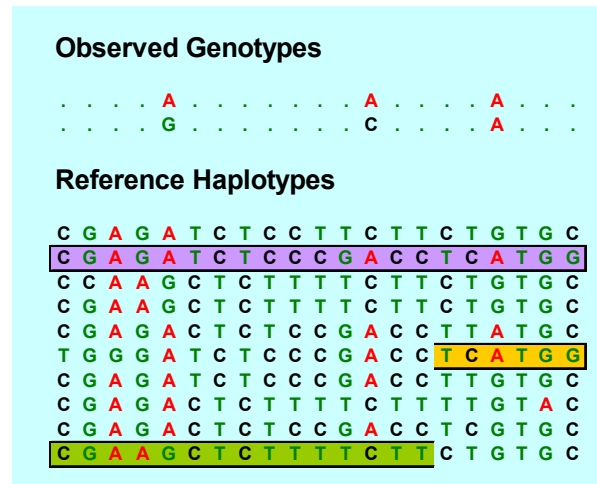 Observed Genotypes
. . . . A . . . . . . . A . . . . A . . .
. . . . G . . . . . . . C . . . . A . . .
Reference Haplotypes
C G A G A T C T C C T T C T T C T G T G C
C G A G A T C T C C C G A C C T C A T G G
C C A A G C T C T T T T C T T C T G T G C
C G A A G C T C T T T T C T T C T G T G C
C G A G A C T C T C C G A C C T T A T G C
T G G G A T C T C C C G A C C T C A T G G
C G A G A T C T C C C G A C C T T G T G C
C G A G A C T C T T T T C T T T T G T A C
C G A G A C T C T C C G A C C T C G T G C
C G A A G C T C T T T T C T T C T G T G C